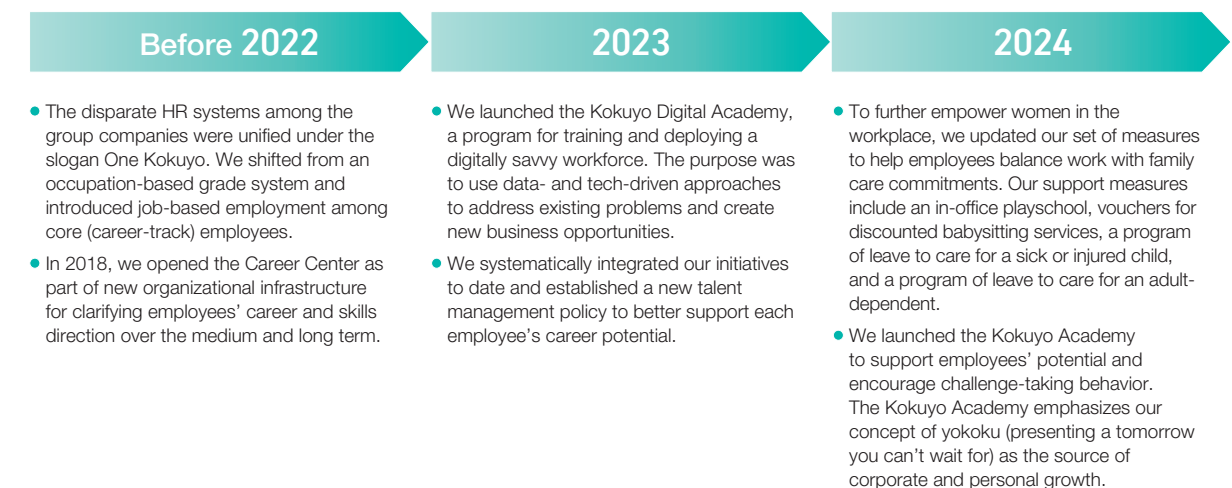 Before 2022
● The disparate HR systems among the
group companies were unified under the
slogan One Kokuyo. We shifted from an
occupation-based grade system and
introduced job-based employment among
core (career-track) employees.
● In 2018, we opened the Career Center as
part of new organizational infrastructure
for clarifying employees’ career and skills
direction over the medium and long term.
2023
● We launched the Kokuyo Digital Academy,
a program for training and deploying a
digitally savvy workforce. The purpose was
to use data- and tech-driven approaches
to address existing problems and create
new business opportunities.
● We systematically integrated our initiatives
to date and established a new talent
management policy to better support each
employee’s career potential.
2024
● To further empower women in the
workplace, we updated our set of measures
to help employees balance work with family
care commitments. Our support measures
include an in-office playschool, vouchers for
discounted babysitting services, a program
of leave to care for a sick or injured child,
and a program of leave to care for an adult-
dependent.
● We launched the Kokuyo Academy
to support employees’ potential and
encourage challenge-taking behavior.
The Kokuyo Academy emphasizes our
concept of yokoku (presenting a tomorrow
you can’t wait for) as the source of
corporate and personal growth.